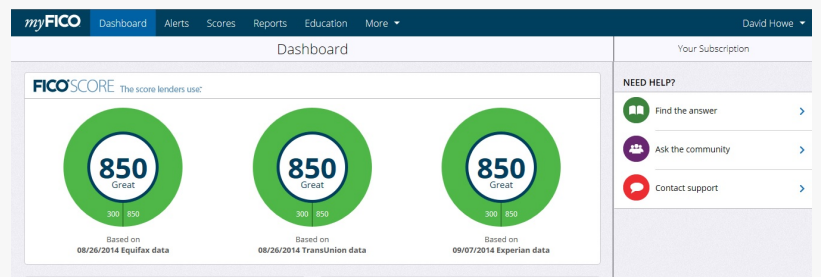 myFICO Dashboard Alerts Scores Reports Education More David Howe
Dashboard
Your Subscription
FICO SCORE The score lenders use.
850
Great
300 850
Based on
08/26/2014 Equifax data
850
Great
300 850
Based on
08/26/2014 TransUnion data
850
Great
300 850
Based on
09/07/2014 Experian data
NEED HELP?
Find the answer
Ask the community
Contact support